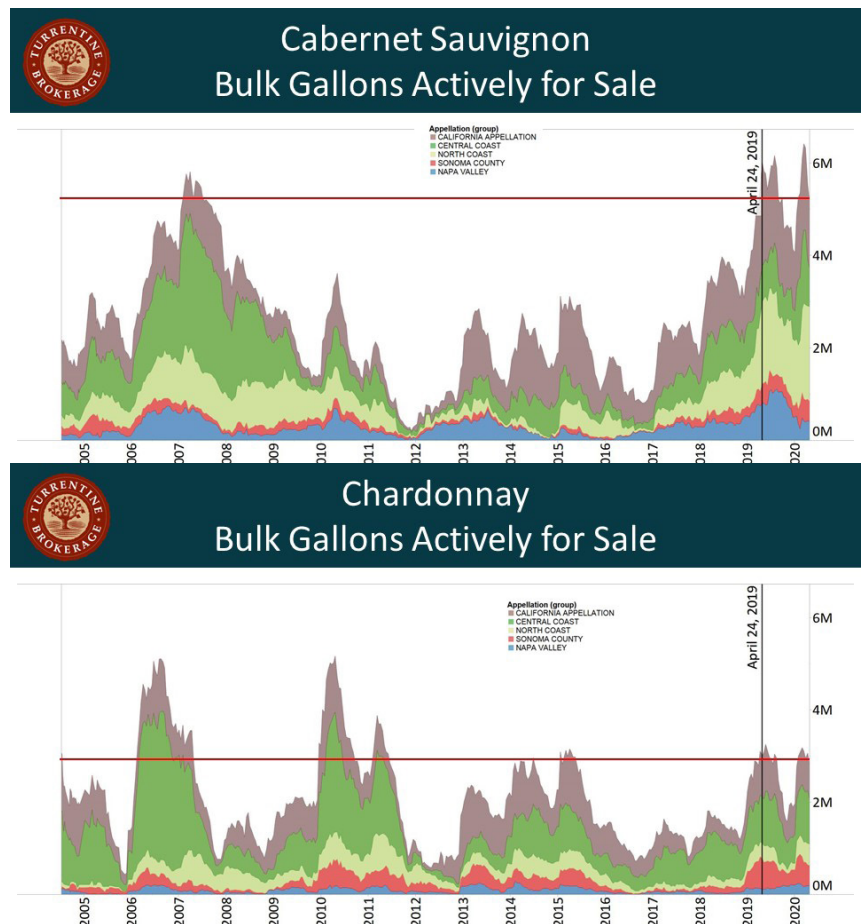 TURRENTINE
BROKERAGE
Cabernet Sauvignon
Bulk Gallons Actively for Sale
Appellation (group)
CALIFORNIA APPELLATION
CENTRAL COAST
NORTH COAST
SONOMA COUNTY
NAPA VALLEY
April 24, 2019
6M
4M
2M
0M
005 006 2007 2008 2009 2010 2011 2012 2013 2014 2015 2016 2017 2018 2019 020
TURRENTINE
BROKERAGE
Chardonnay
Bulk Gallons Actively for Sale
Appellation (group)
CALIFORNIA APPELLATION
CENTRAL COAST
NORTH COAST
SONOMA COUNTY
NAPA VALLEY
April 24, 2019
6M
4M
2M
0M
2005 2006 2007 2008 2009 2010 2011 2012 2013 2014 2015 2016 2017 2018 2019 2020